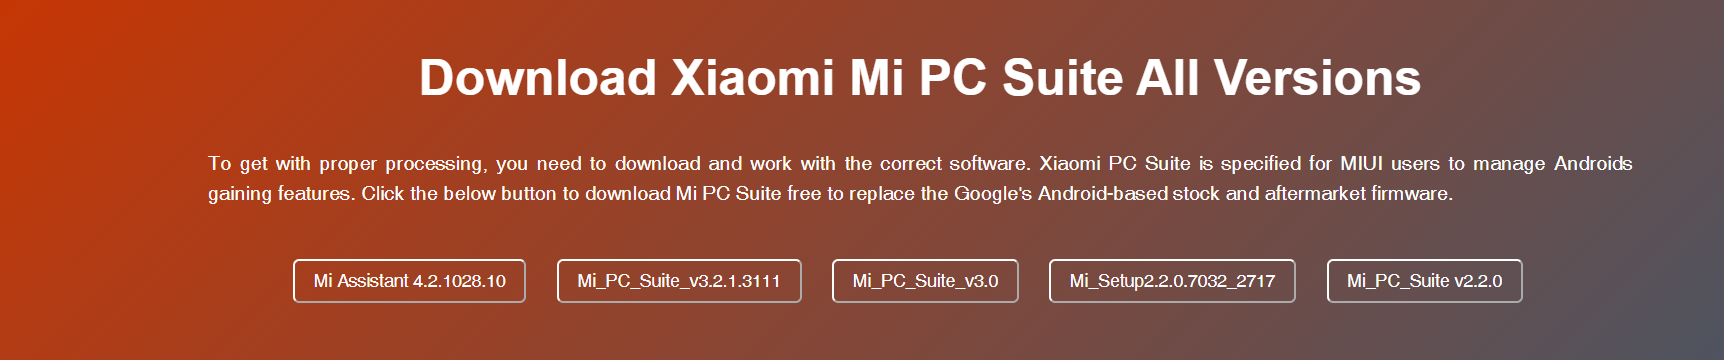 Download Xiaomi Mi PC Suite All Versions
To get with proper processing, you need to download and work with the correct software. Xiaomi PC Suite is specified for MIUI users to manage Androids
gaining features. Click the below button to download Mi PC Suite free to replace the Google's Android-based stock and aftermarket firmware.
Mi Assistant 4.2.1028.10
Mi_PC_Suite_v3.2.1.3111
Mi_PC_Suite_v3.0
Mi_Setup2.2.0.7032_2717
Mi_PC_Suite v2.2.0